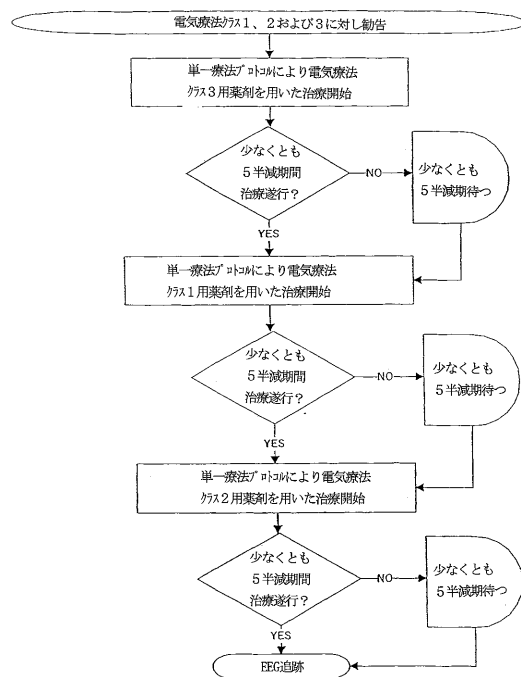 電気療法クラス1、2および3に対し勧告
単一療法プロトコルにより電気療法
クラス3用薬剤を用いた治療開始
少なくとも
5半減期間
治療遂行?
NO
少なくとも
5半減期待つ
YES
単一療法プロトコルにより電気療法
クラス1用薬剤を用いた治療開始
少なくとも
5半減期間
治療遂行?
NO
少なくとも
5半減期待つ
YES
単一療法プロトコルにより電気療法
クラス2用薬剤を用いた治療開始
少なくとも
5半減期間
治療遂行?
NO
少なくとも
5半減期待つ
YES
EEG追跡